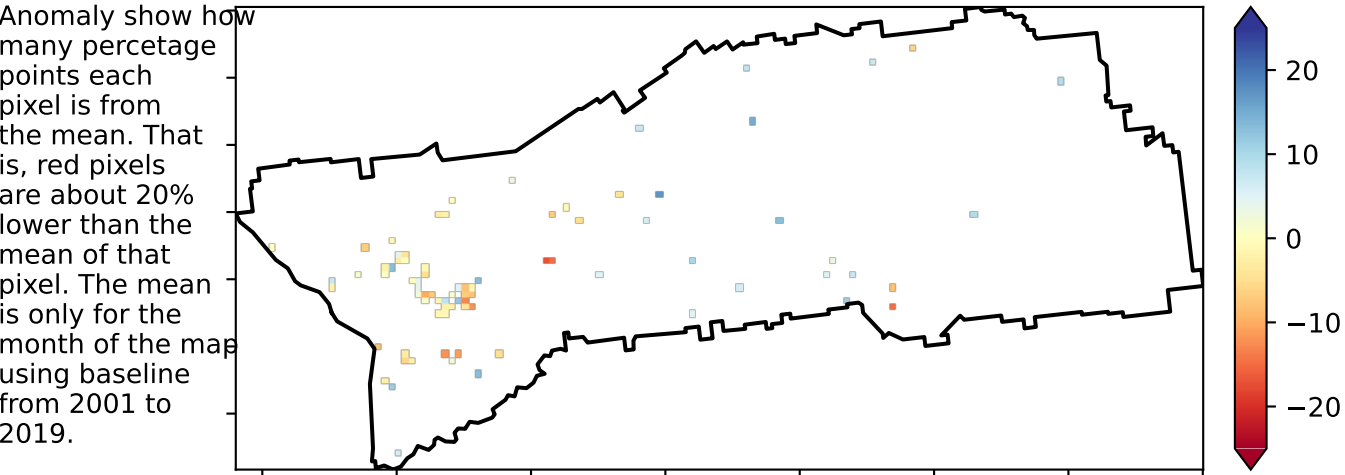 Anomaly show how
many percetage
points each
pixel is from
the mean. That
is, red pixels
are about 20%
lower than the
mean of that
pixel. The mean
is only for the
month of the map
using baseline
from 2001 to
2019.
20
10
0
−10
−20